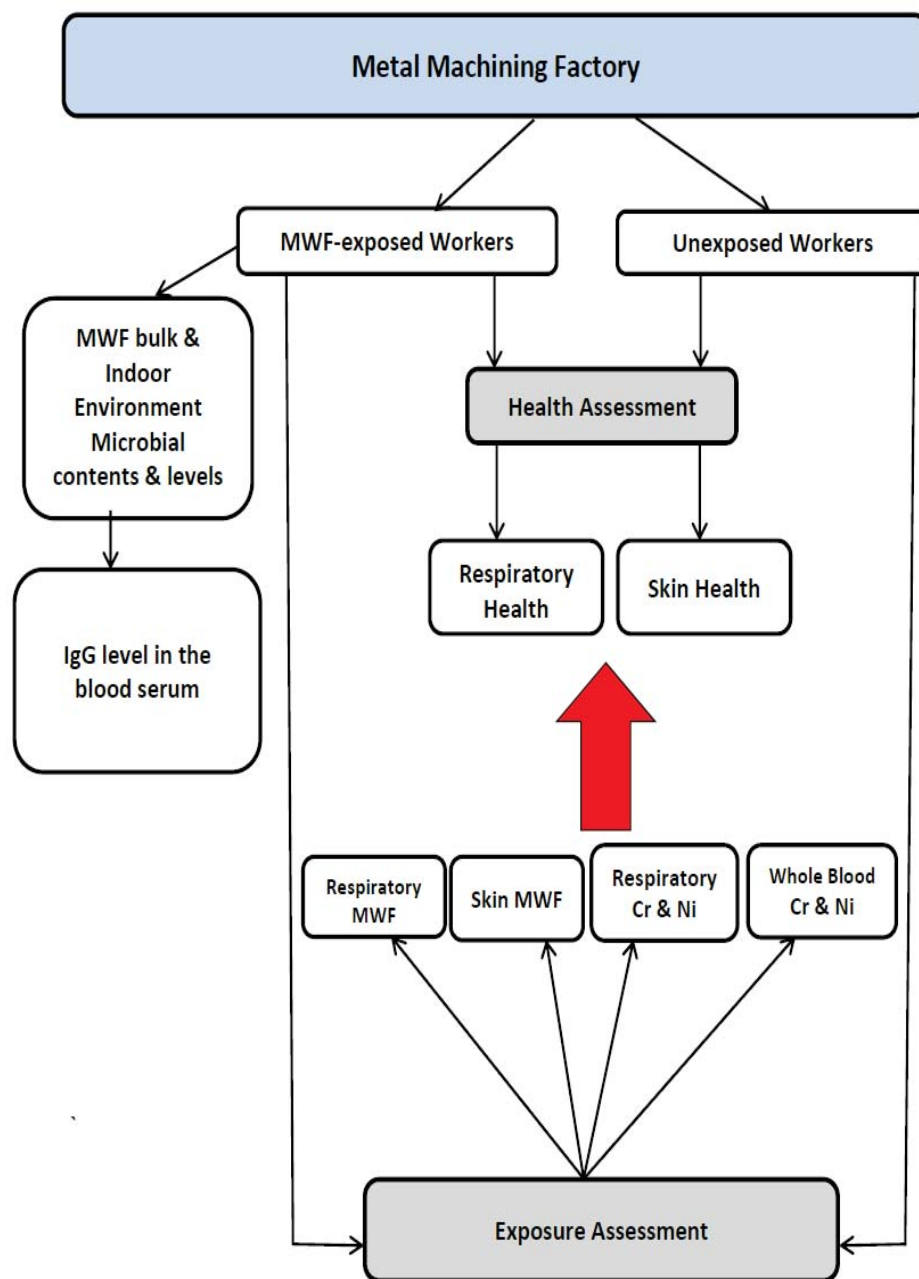 Metal Machining Factory
MWF-exposed Workers
Unexposed Workers
MWF bulk &
Indoor
Environment
Microbial
contents & levels
Health Assessment
IgG level in the
blood serum
Respiratory
Health
Skin Health
Respiratory
MWF
Skin MWF
Respiratory
Cr & Ni
Whole Blood
Cr & Ni
Exposure Assessment